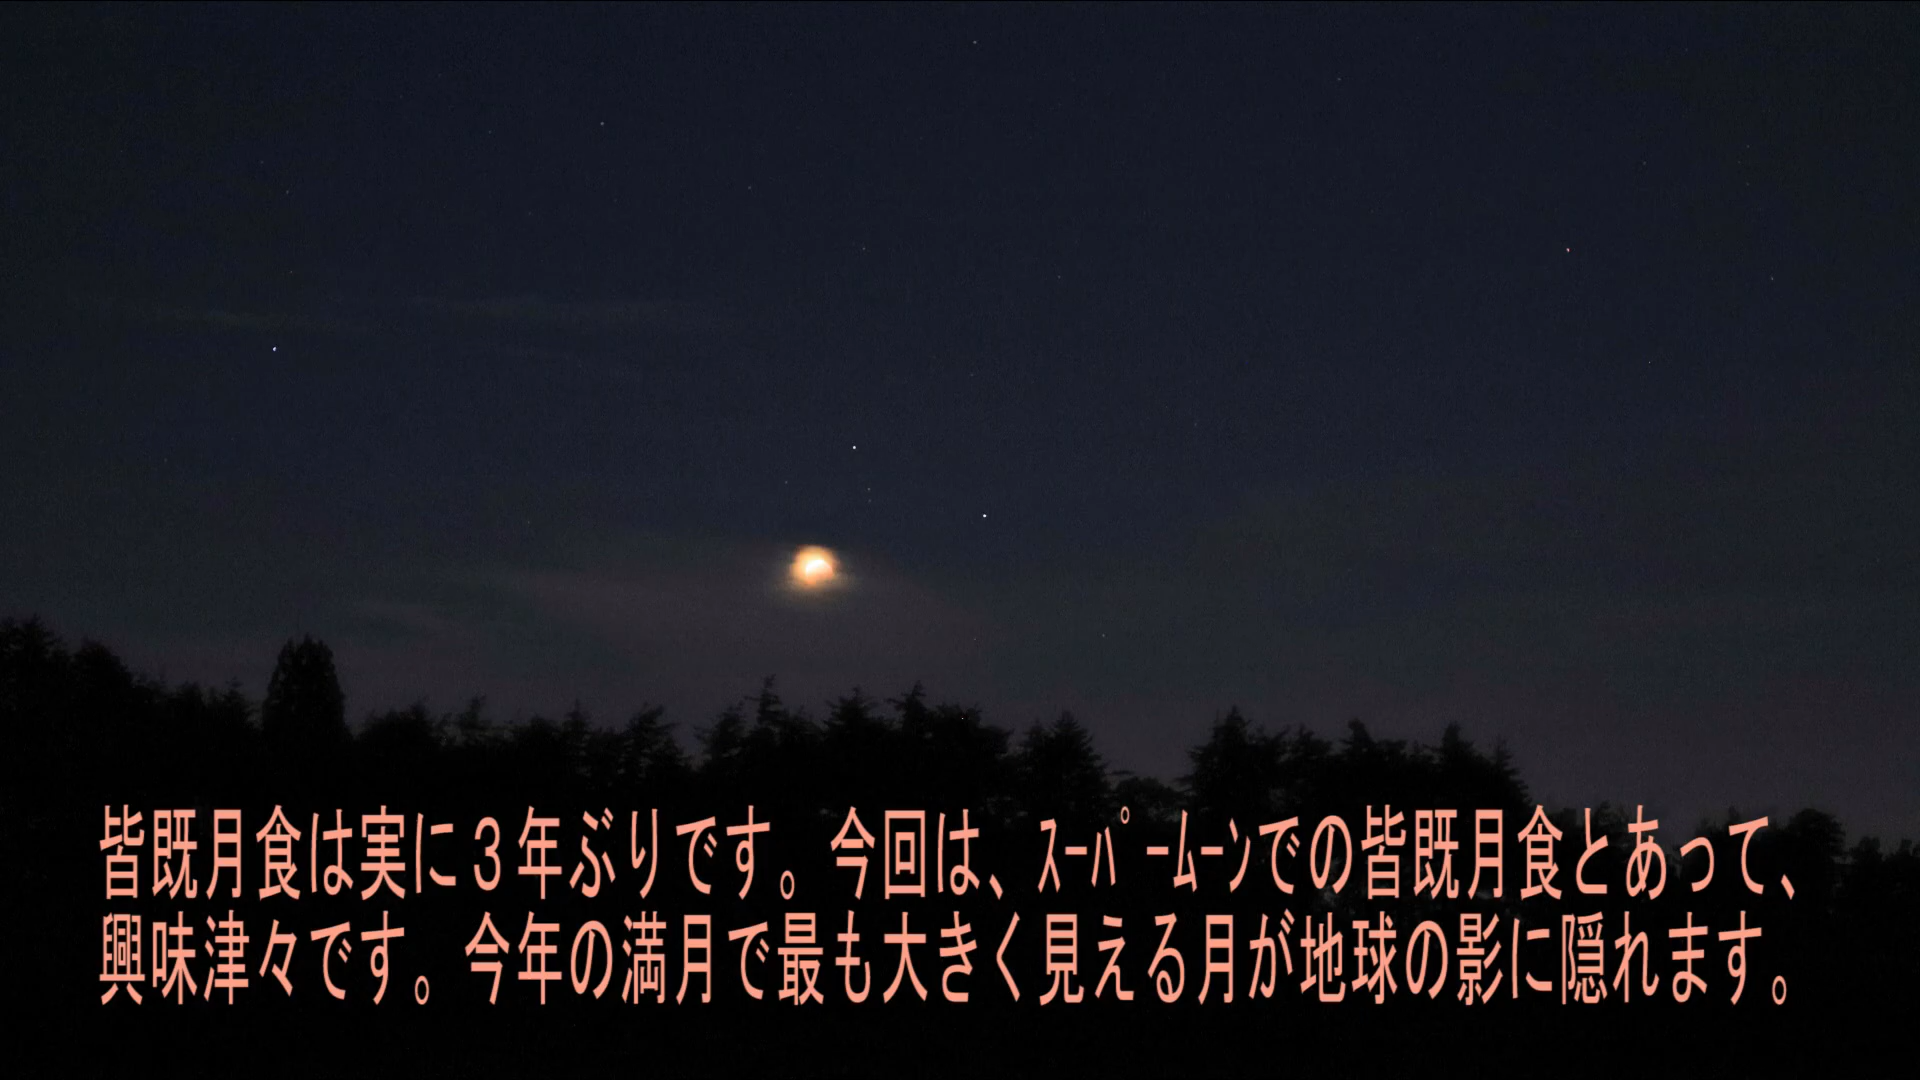 皆既月食は実に３年ぶりです。今回は、ｽｰﾊﾟｰﾑｰﾝでの皆既月食とあって、
興味津々です。今年の満月で最も大きく見える月が地球の影に隠れます。